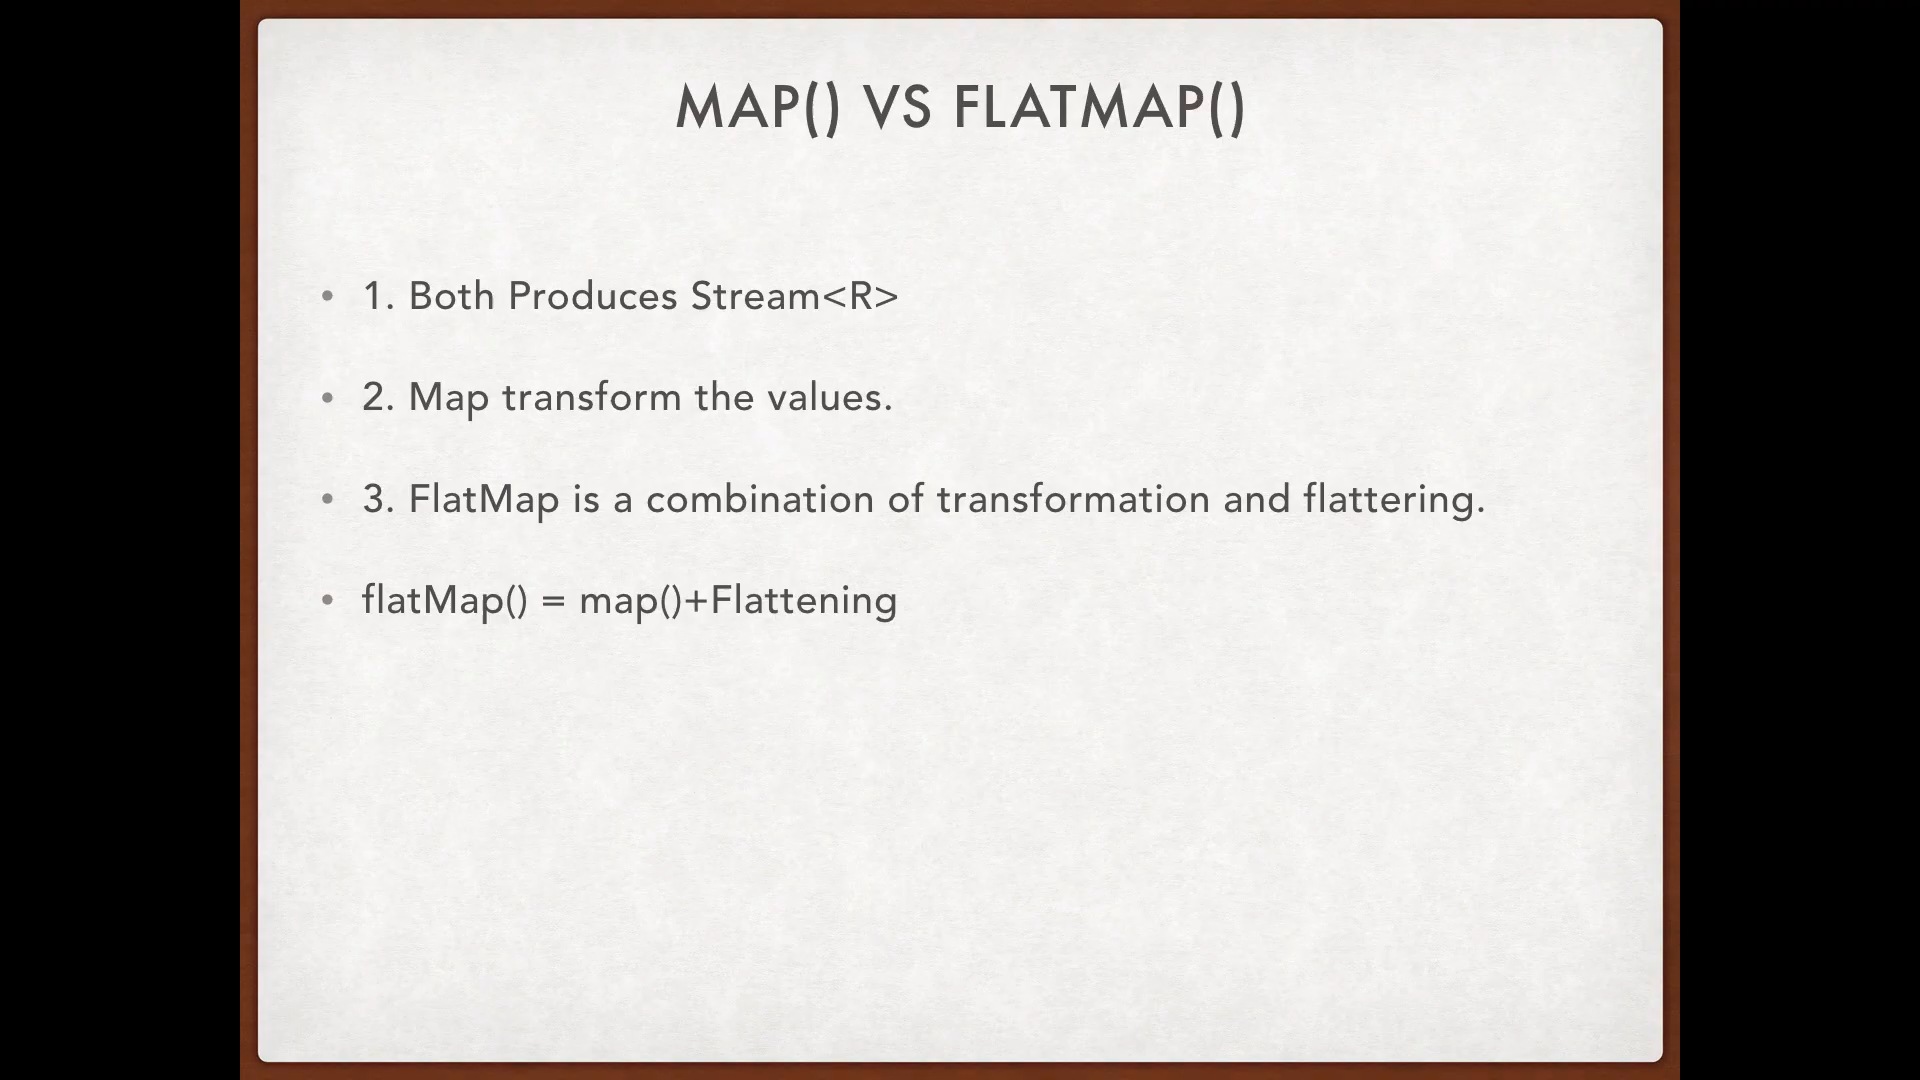 MAP() VS FLATMAP()
• 1. Both Produces Stream<R>
• 2. Map transform the values.
• 3. FlatMap is a combination of transformation and flattering.
• flatMap() = map()+Flattening